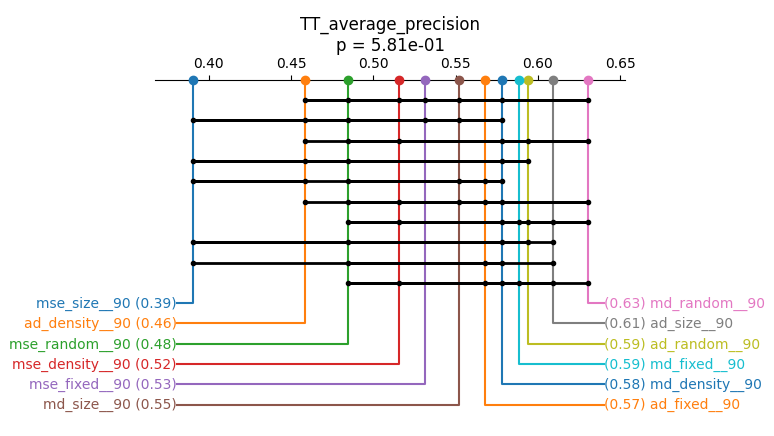 TT_average_precision
p = 5.81e-01
0.40 0.45 0.50 0.55 0.60 0.65
mse_size__90 (0.39) (0.63) md_random__90
ad_density__90 (0.46) (0.61) ad_size__90
mse_random__90 (0.48) (0.59) ad_random__90
mse_density__90 (0.52) (0.59) md_fixed__90
mse_fixed__90 (0.53) (0.58) md_density__90
md_size__90 (0.55) (0.57) ad_fixed__90